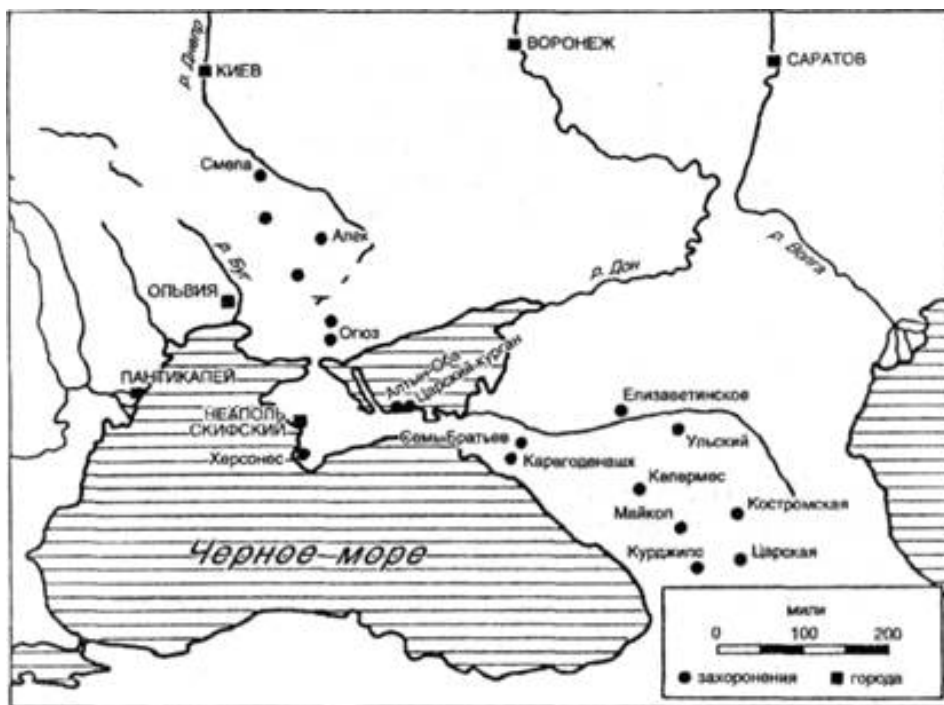 р. Днепр
КИЕВ
ВОРОНЕЖ
САРАТОВ
Смела
Алек
р. Буг
р. Дон
р. Волга
ОЛЬВИЯ
Огюз
Алтын-Оба
Царский курган
ПАНТИКАПЕЙ
НЕАПОЛЬ
СКИФСКИЙ
Елизаветинское
Семь Братьев
Ульский
Херсонес
Карагоденашх
Келермес
Костромская
Майкоп
Черное море
Курджипс
Царская
мили
0 100 200
захоронения
города